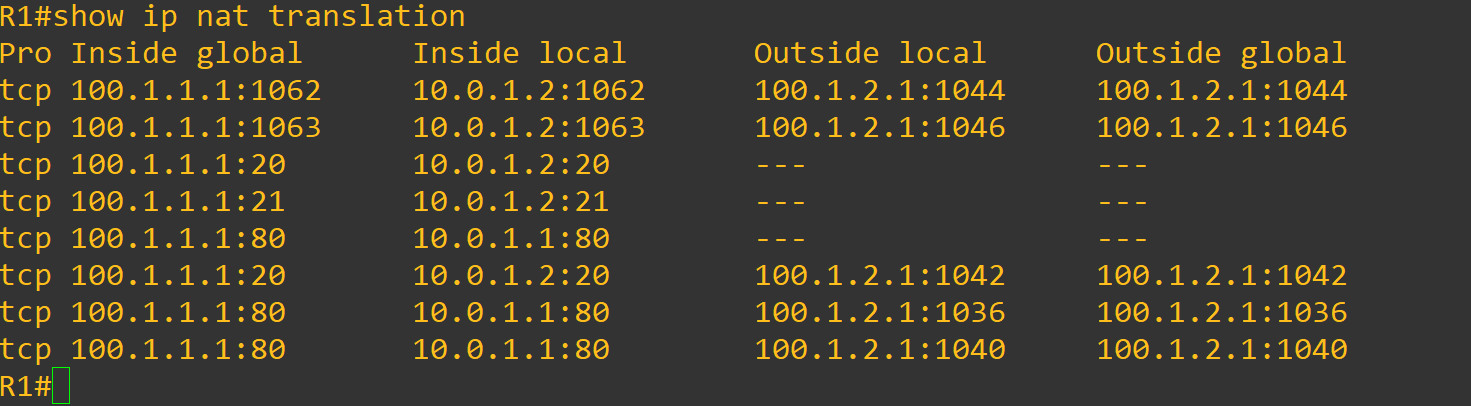 R1#show ip nat translation
Pro Inside global      Inside local       Outside local      Outside global
tcp 100.1.1.1:1062     10.0.1.2:1062      100.1.2.1:1044     100.1.2.1:1044
tcp 100.1.1.1:1063     10.0.1.2:1063      100.1.2.1:1046     100.1.2.1:1046
tcp 100.1.1.1:20       10.0.1.2:20        ---                ---
tcp 100.1.1.1:21       10.0.1.2:21        ---                ---
tcp 100.1.1.1:80       10.0.1.1:80        ---                ---
tcp 100.1.1.1:20       10.0.1.2:20        100.1.2.1:1042     100.1.2.1:1042
tcp 100.1.1.1:80       10.0.1.1:80        100.1.2.1:1036     100.1.2.1:1036
tcp 100.1.1.1:80       10.0.1.1:80        100.1.2.1:1040     100.1.2.1:1040
R1#